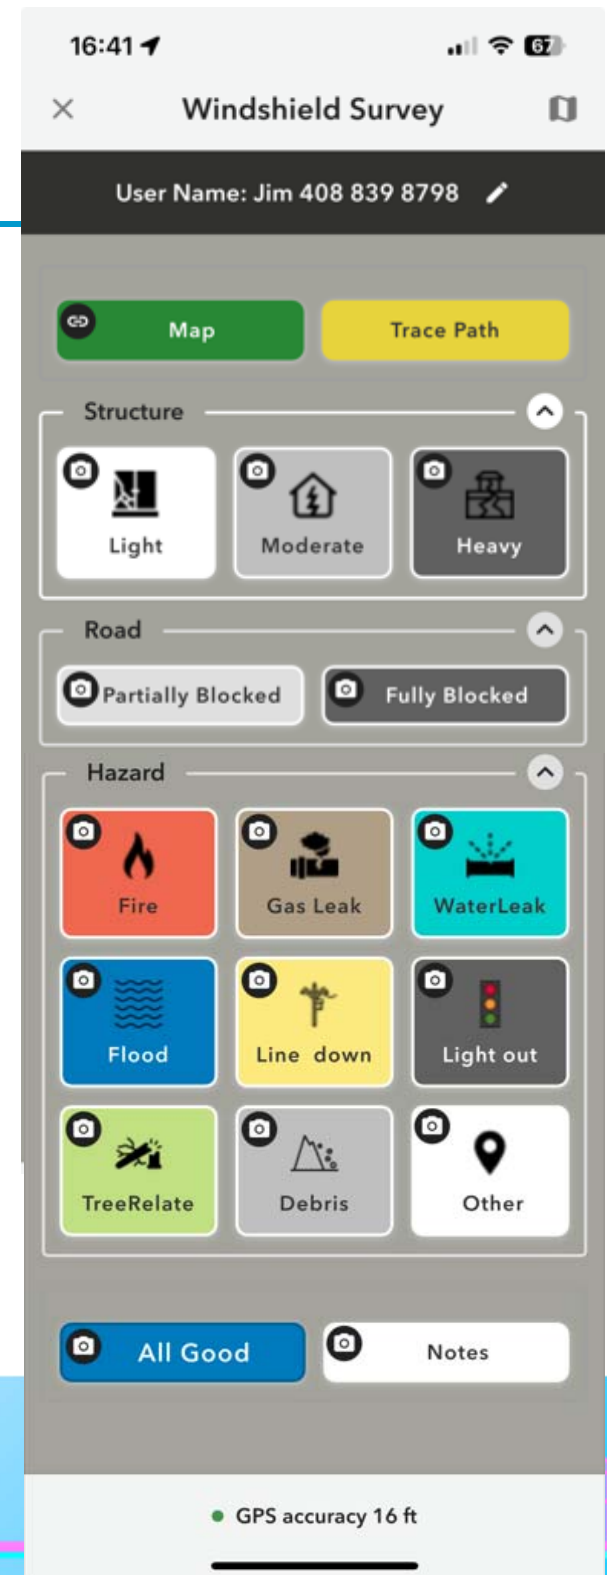 16:41 67
Windshield Survey
User Name: Jim 408 839 8798
Map Trace Path
Structure
Light Moderate Heavy
Road
Partially Blocked Fully Blocked
Hazard
Fire Gas Leak WaterLeak
Flood Line down Light out
TreeRelate Debris Other
All Good Notes
GPS accuracy 16 ft